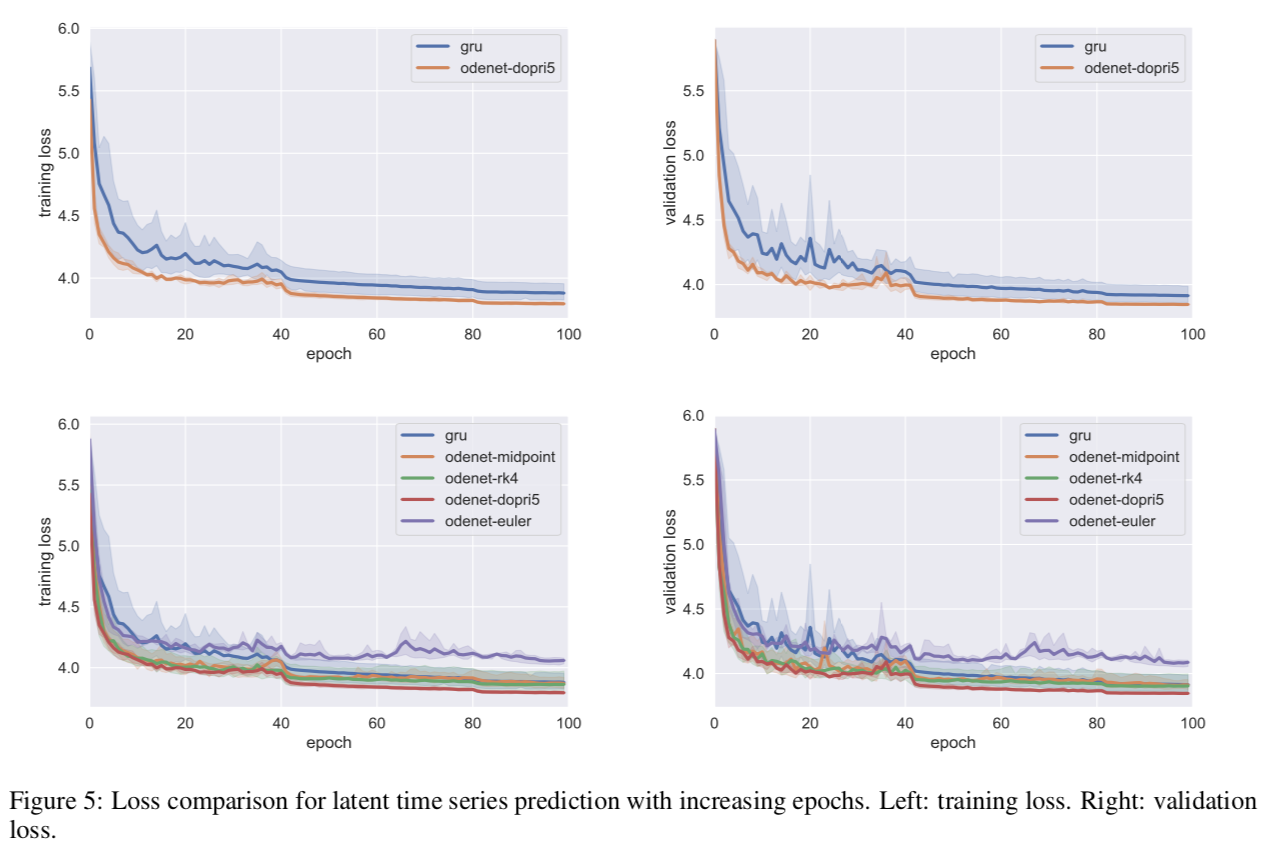 6.0
5.5
5.0
4.5
4.0
training loss
0 20 40 60 80 100
epoch
gru
odenet-dopri5
5.5
5.0
4.5
4.0
validation loss
0 20 40 60 80 100
epoch
gru
odenet-dopri5
6.0
5.5
5.0
4.5
4.0
training loss
0 20 40 60 80 100
epoch
gru
odenet-midpoint
odenet-rk4
odenet-dopri5
odenet-euler
6.0
5.5
5.0
4.5
4.0
validation loss
0 20 40 60 80 100
epoch
gru
odenet-midpoint
odenet-rk4
odenet-dopri5
odenet-euler
Figure 5: Loss comparison for latent time series prediction with increasing epochs. Left: training loss. Right: validation
loss.